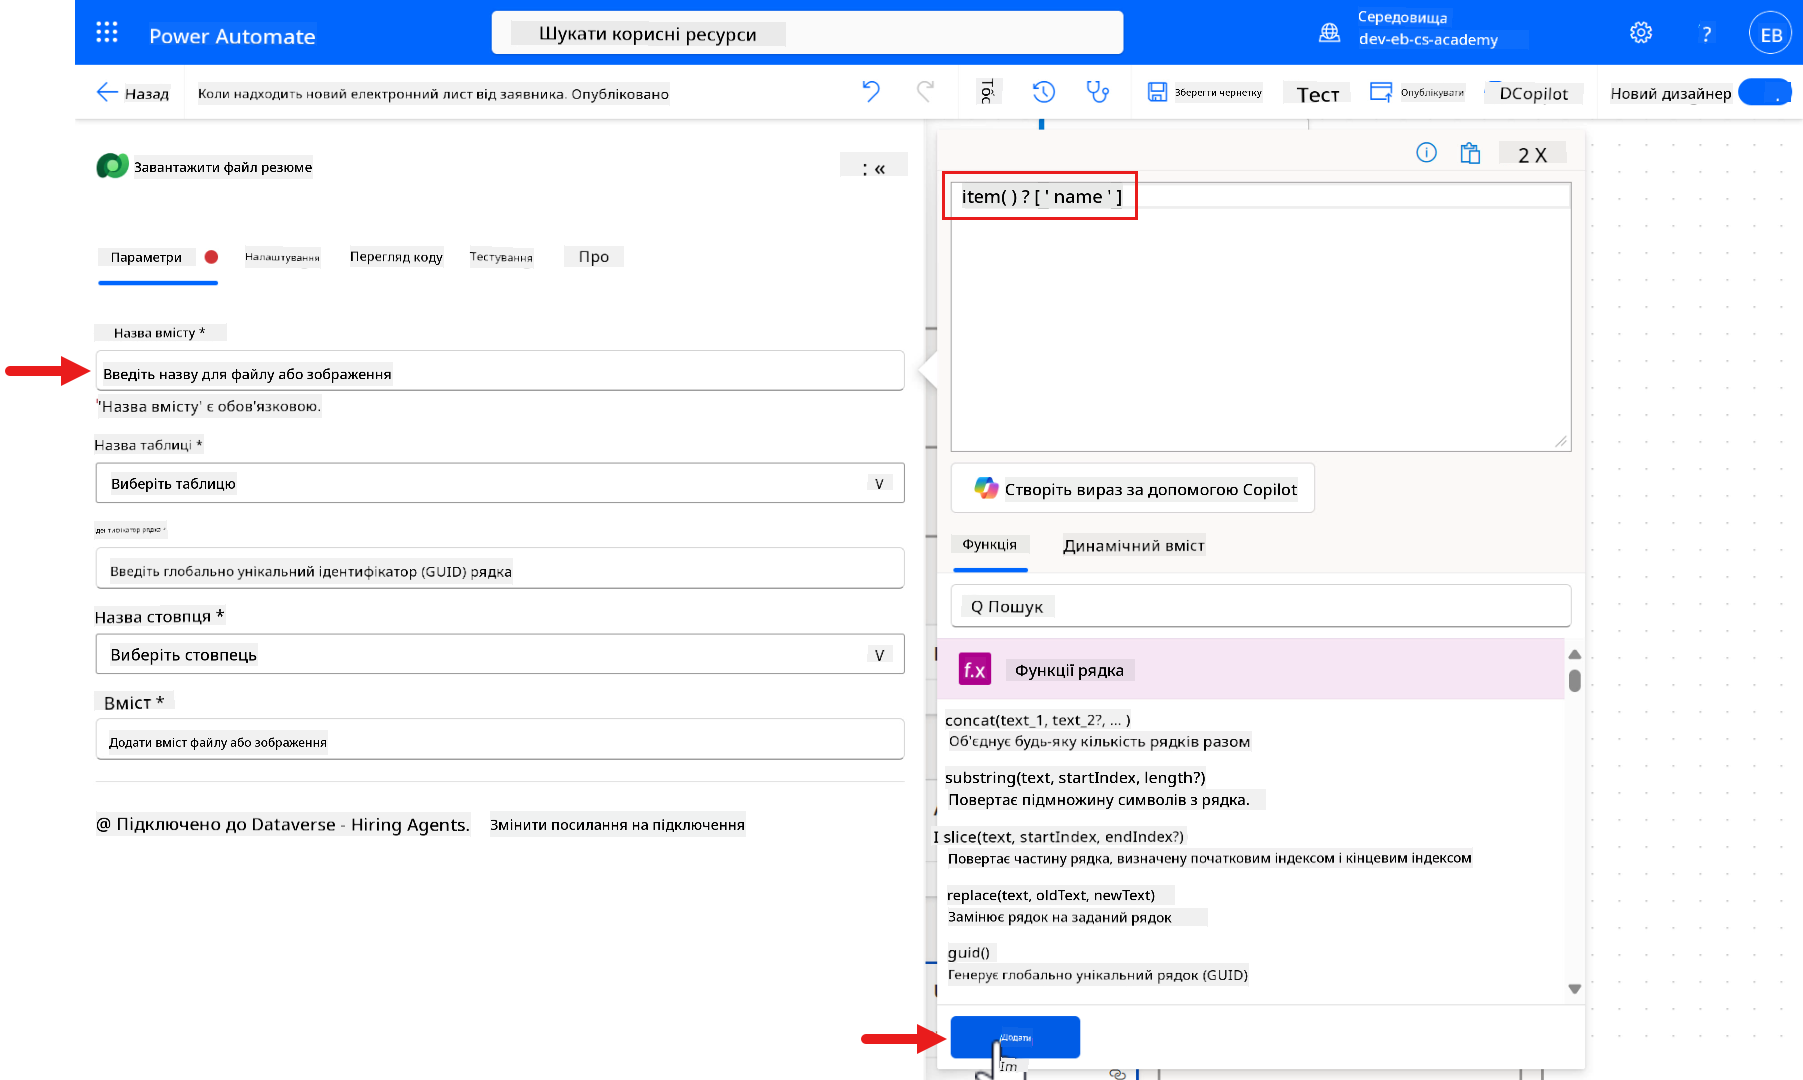 Power Automate
Шукати корисні ресурси
Середовища
dev-eb-cs-academy
?
EB
Назад
Коли надходить новий електронний лист від заявника. Опубліковано
Зберегти чернетку
Тест
Опублікувати
DCopilot
Новий дизайнер
Завантажити файл резюме
: «
Параметри
Налаштування
Перегляд коду
Тестування
Про
Назва вмісту *
Введіть назву для файлу або зображення
'Назва вмісту' є обов'язковою.
Назва таблиці *
Виберіть таблицю
V
Ідентифікатор рядка *
Введіть глобально унікальний ідентифікатор (GUID) рядка
Назва стовпця *
Виберіть стовпець
V
Вміст *
Додати вміст файлу або зображення
@ Підключено до Dataverse - Hiring Agents.
Змінити посилання на підключення
2 X
item( ) ? [ ' name ' ]
Створіть вираз за допомогою Copilot
Функція
Динамічний вміст
Q Пошук
f.x
Функції рядка
concat(text_1, text_2?, ... )
Об'єднує будь-яку кількість рядків разом
substring(text, startIndex, length?)
Повертає підмножину символів з рядка.
I slice(text, startIndex, endIndex?)
Повертає частину рядка, визначену початковим індексом і кінцевим індексом
replace(text, oldText, newText)
Замінює рядок на заданий рядок
guid()
Генерує глобально унікальний рядок (GUID)
Додати
Im